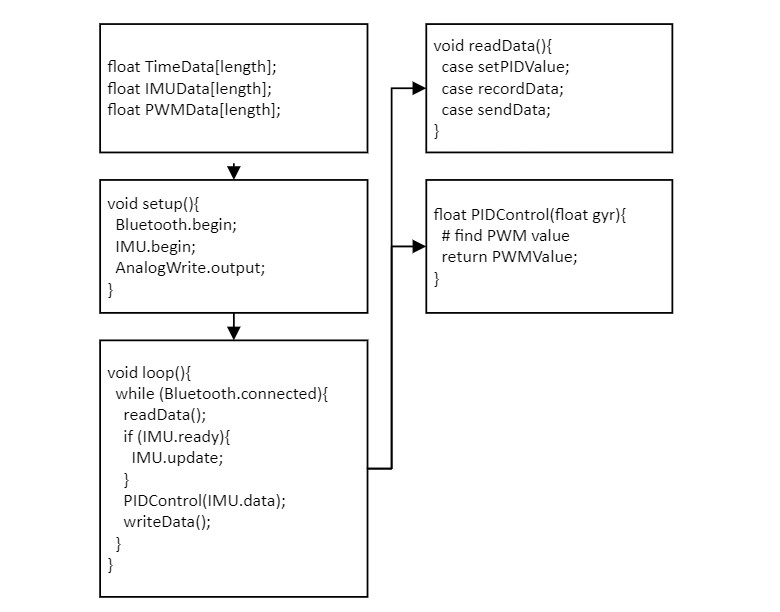 float TimeData[length];
float IMUData[length];
float PWMData[length];
void setup(){
Bluetooth.begin;
IMU.begin;
AnalogWrite.output;
}
void loop(){
while (Bluetooth.connected){
readData();
if (IMU.ready){
IMU.update;
}
PIDControl(IMU.data);
writeData();
}
}
void readData(){
case setPIDValue;
case recordData;
case sendData;
}
float PIDControl(float gyr){
# find PWM value
return PWMValue;
}